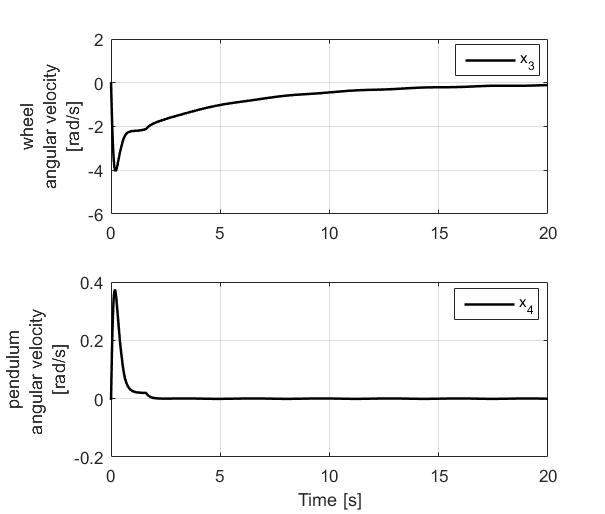 2
0
-2
-4
-6
wheel
angular velocity
[rad/s]
x₃
0 5 10 15 20
0.4
0.2
0
-0.2
pendulum
angular velocity
[rad/s]
x₄
0 5 10 15 20
Time [s]